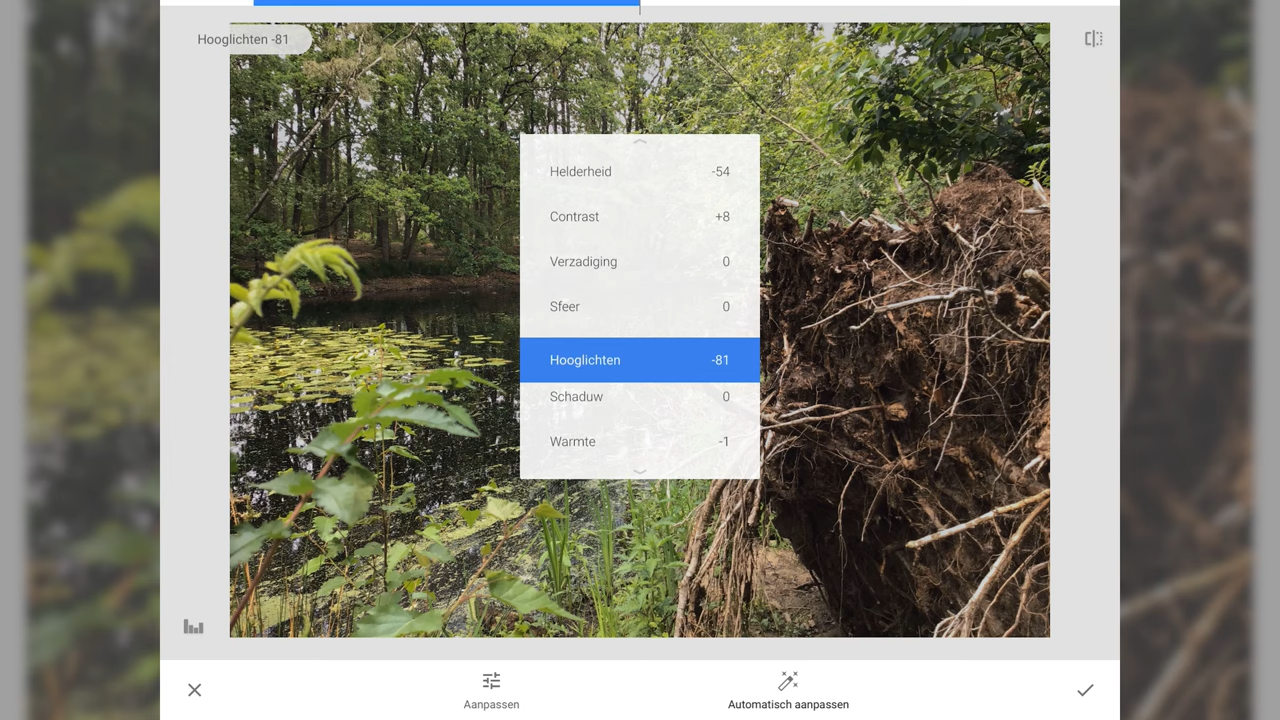 Hooglichten -81
Helderheid -54
Contrast +8
Verzadiging 0
Sfeer 0
Hooglichten -81
Schaduw 0
Warmte -1
Aanpassen
Automatisch aanpassen